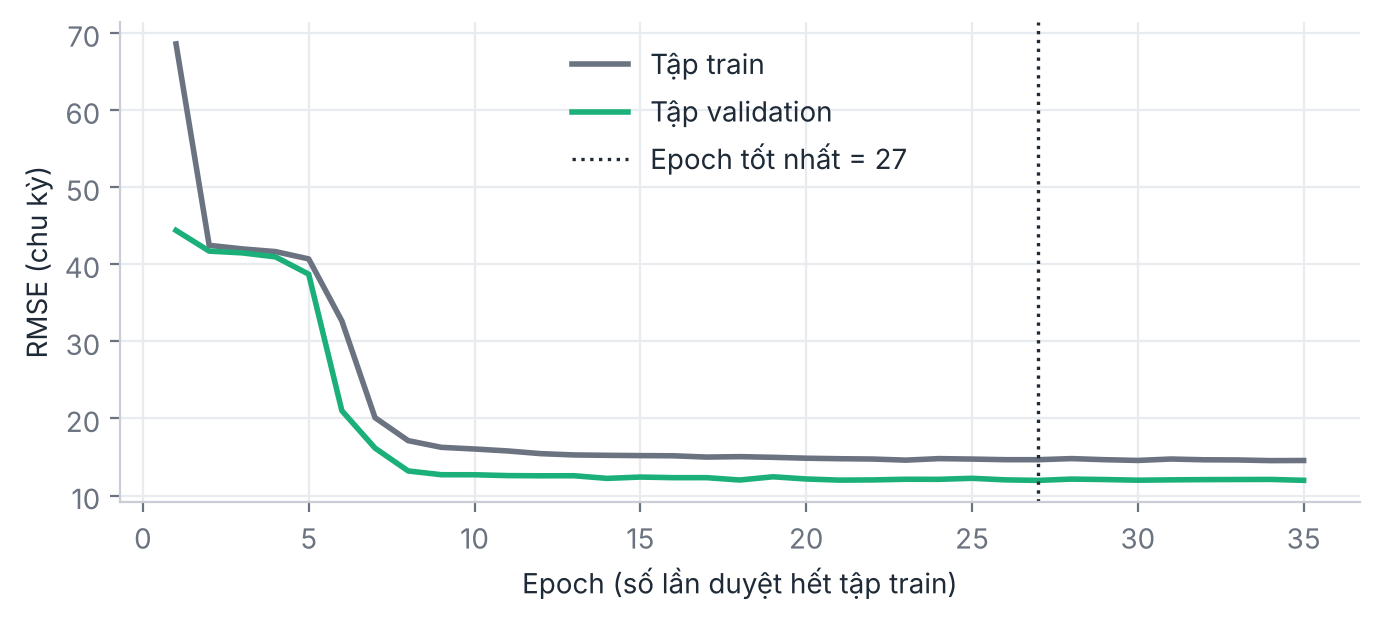 70
60
50
40
30
20
10
RMSE (chu kỳ)
Tập train
Tập validation
Epoch tốt nhất = 27
0 5 10 15 20 25 30 35
Epoch (số lần duyệt hết tập train)